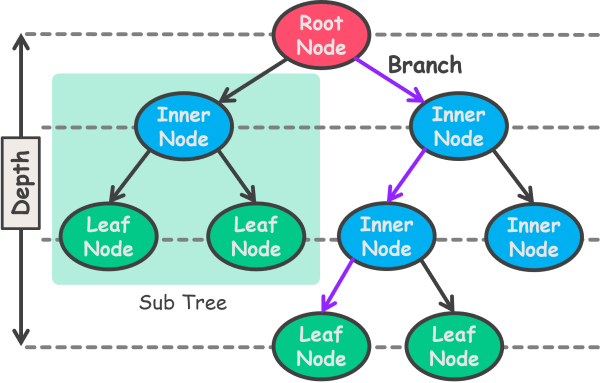 Root
Node
Branch
Inner
Node
Inner
Node
Depth
Leaf
Node
Leaf
Node
Inner
Node
Inner
Node
Sub Tree
Leaf
Node
Leaf
Node